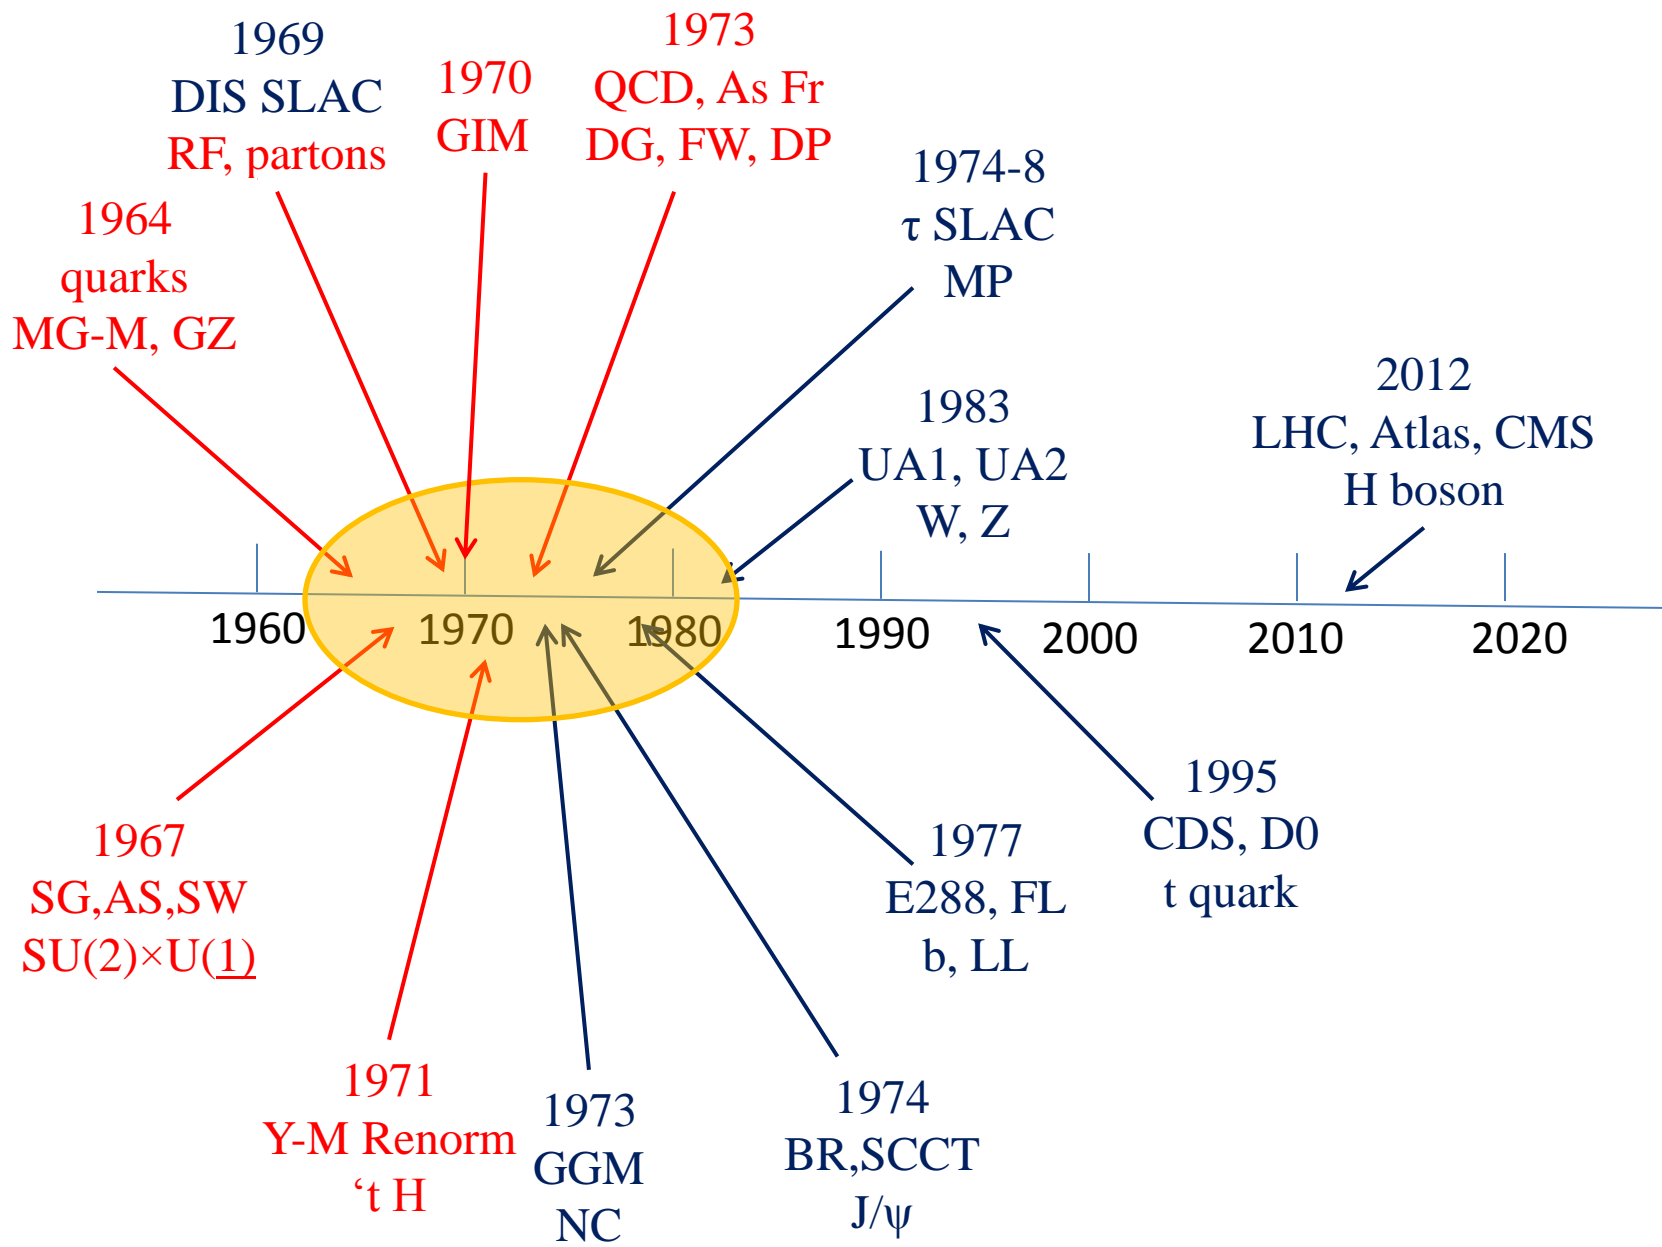 1969
DIS SLAC
RF, partons
1970
GIM
1973
QCD, As Fr
DG, FW, DP
1964
quarks
MG-M, GZ
1974-8
τ SLAC
MP
1983
UA1, UA2
W, Z
2012
LHC, Atlas, CMS
H boson
1960 1970 1980 1990 2000 2010 2020
1967
SG,AS,SW
SU(2)×U(1)
1971
Y-M Renorm
‘t H
1973
GGM
NC
1974
BR,SCCT
J/ψ
1977
E288, FL
b, LL
1995
CDS, D0
t quark